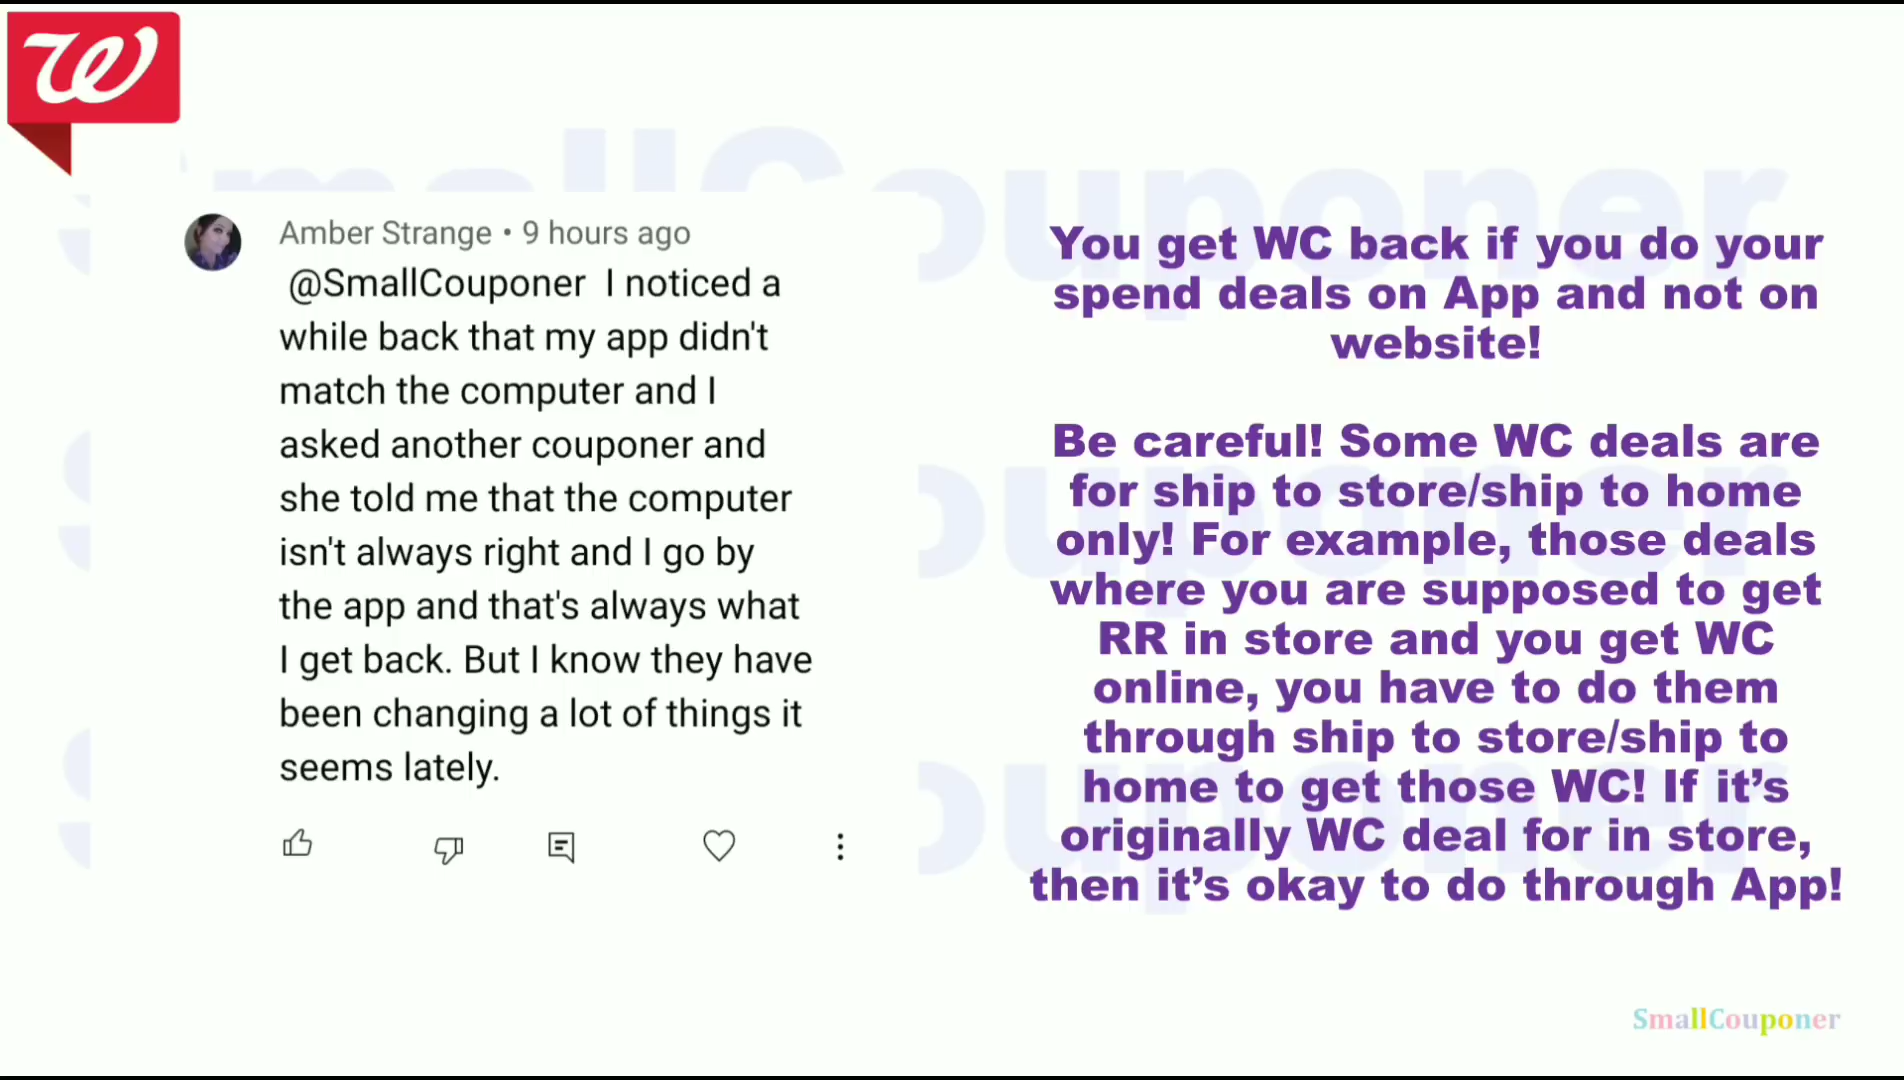 W
SmallCouponer
Amber Strange • 9 hours ago
@SmallCouponer I noticed a
while back that my app didn't
match the computer and I
asked another couponer and
she told me that the computer
isn't always right and I go by
the app and that's always what
I get back. But I know they have
been changing a lot of things it
seems lately.
You get WC back if you do your
spend deals on App and not on
website!
Be careful! Some WC deals are
for ship to store/ship to home
only! For example, those deals
where you are supposed to get
RR in store and you get WC
online, you have to do them
through ship to store/ship to
home to get those WC! If it’s
originally WC deal for in store,
then it’s okay to do through App!
SmallCouponer